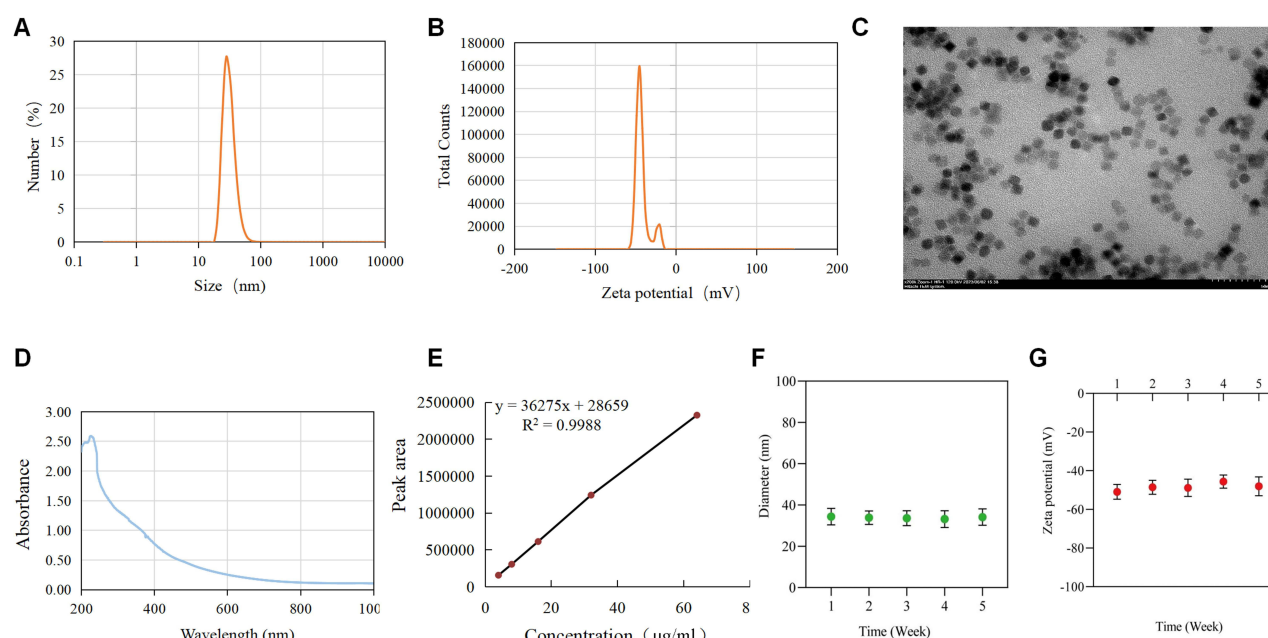 A
30
25
20
15
10
5
0
Number（%）
0.1 1 10 100 1000 10000
Size（nm）
B
180000
160000
140000
120000
100000
80000
60000
40000
20000
0
Total Counts
-200 -100 0 100 200
Zeta potential（mV）
C
D
3.00
2.50
2.00
1.50
1.00
0.50
0.00
Absorbance
200 400 600 800 100
Wavelength (nm)
E
2500000
2000000
1500000
1000000
500000
0
Peak area
y = 36275x + 28659
R² = 0.9988
0 20 40 60 8
Concentration（μg/ml）
F
100
80
60
40
20
0
Diameter (nm)
1 2 3 4 5
Time (Week)
G
1 2 3 4 5
0
-20
-40
-60
-80
-100
Zeta potential (mV)
Time (Week)